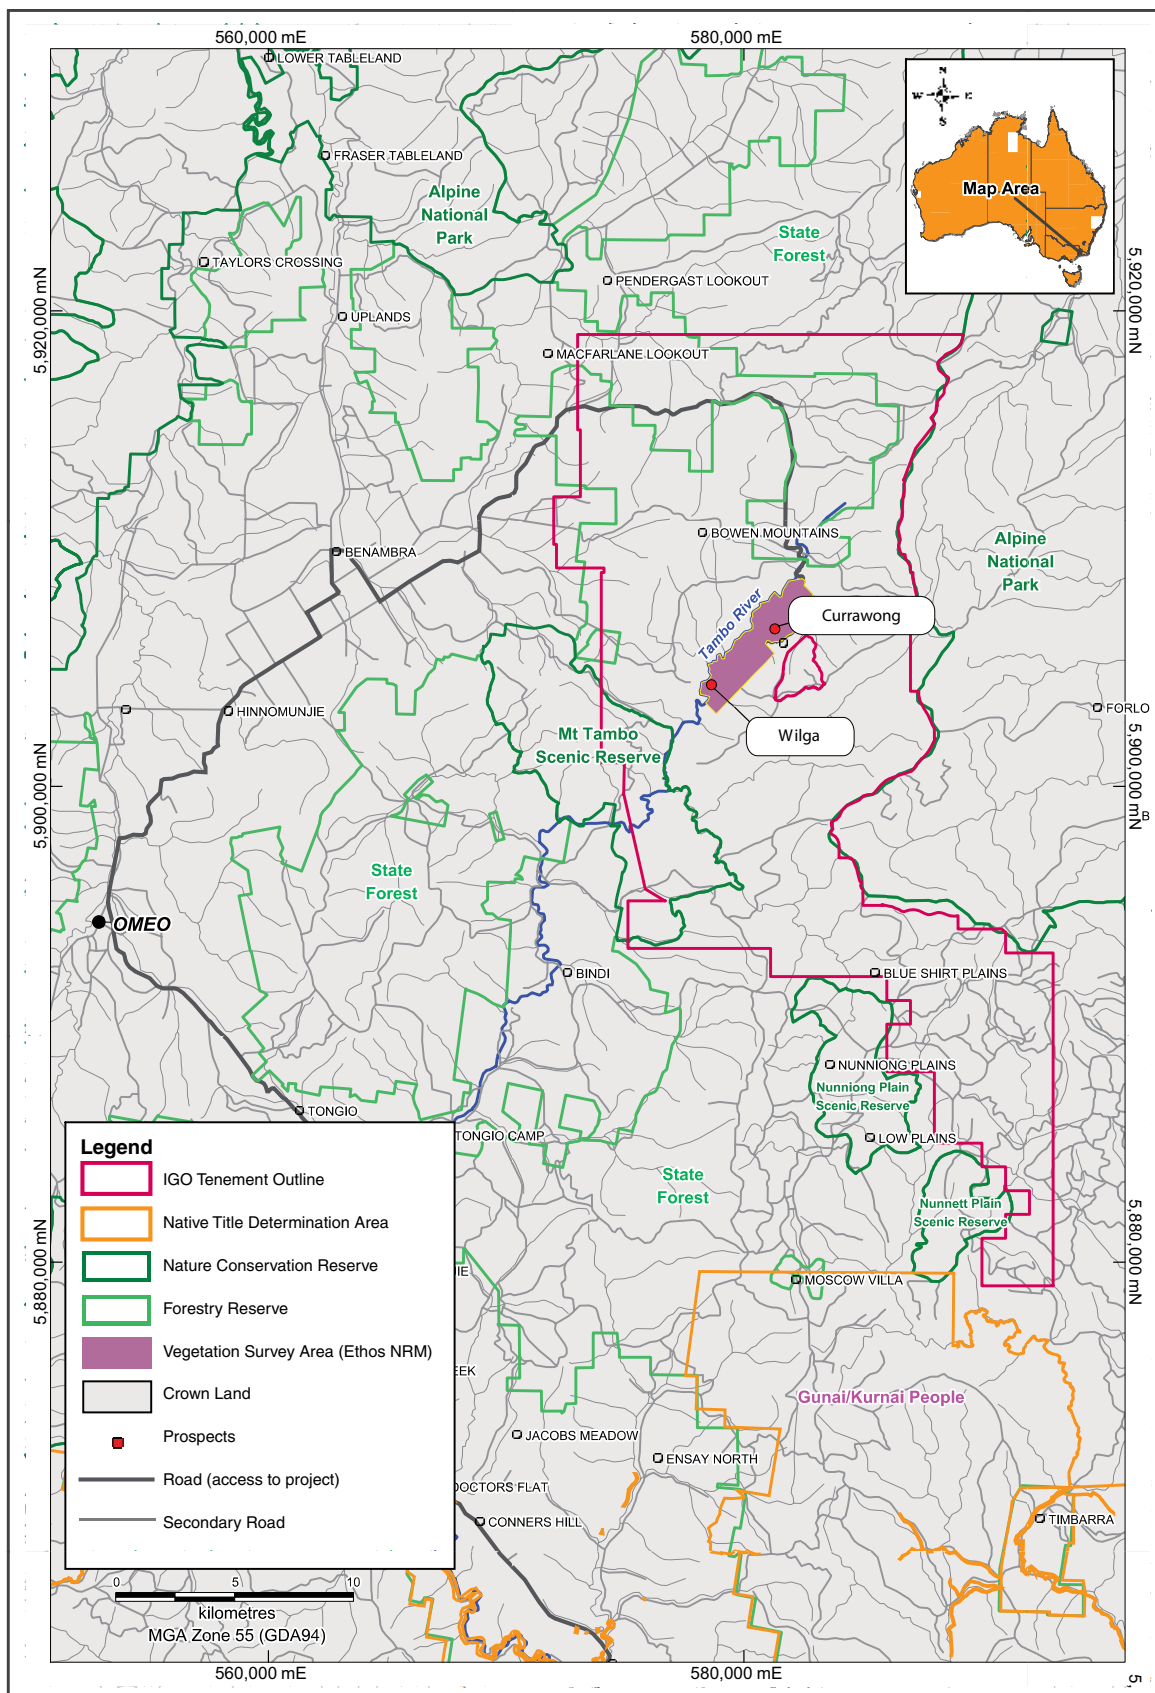 560,000 mE
580,000 mE
LOWER TABLELAND
N
W
E
S
Map Area
FRASER TABLELAND
Alpine
National
Park
State
Forest
TAYLORS CROSSING
PENDERGAST LOOKOUT
UPLANDS
5,920,000 mN
5,920,000 mN
MACFARLANE LOOKOUT
BOWEN MOUNTAINS
BENAMBRA
Alpine
National
Park
Tambo River
Currawong
HINNOMUNJIE
FORLO
Wilga
Mt Tambo
Scenic Reserve
5,900,000 mN
5,900,000 mN
B
State
Forest
OMEO
BINDI
BLUE SHIRT PLAINS
NUNNIONG PLAINS
Nunniong Plain
Scenic Reserve
TONGIO
TONGIO CAMP
LOW PLAINS
State
Forest
Nunnett Plain
Scenic Reserve
5,880,000 mN
5,880,000 mN
JIE
MOSCOW VILLA
EEK
Gunai/Kurnai People
JACOBS MEADOW
ENSAY NORTH
DOCTORS FLAT
CONNERS HILL
TIMBARRA
Legend
IGO Tenement Outline
Native Title Determination Area
Nature Conservation Reserve
Forestry Reserve
Vegetation Survey Area (Ethos NRM)
Crown Land
Prospects
Road (access to project)
Secondary Road
0
5
10
kilometres
MGA Zone 55 (GDA94)
560,000 mE
580,000 mE
5,